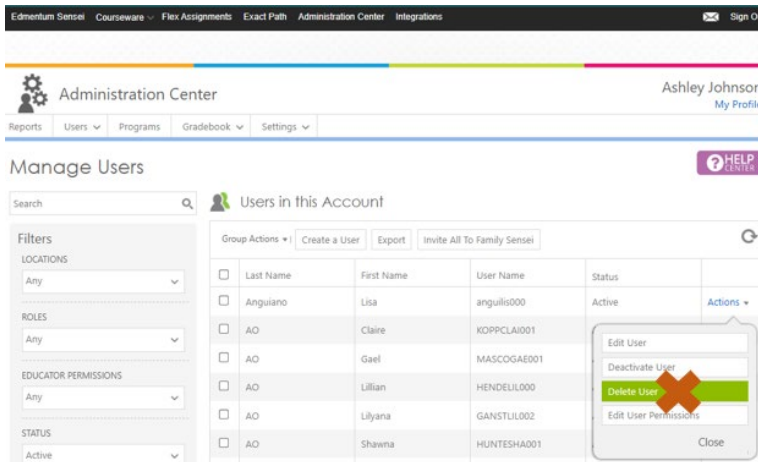 Edmentum Sensei Courseware Flex Assignments Exact Path Administration Center Integrations Sign O
Administration Center
Ashley Johnson
My Profile
Reports Users Programs Gradebook Settings
Manage Users
? HELP CENTER
Search
Users in this Account
Filters
Group Actions Create a User Export Invite All To Family Sensei
LOCATIONS
Any
Last Name First Name User Name Status
Anguiano Lisa anguilis000 Active Actions
ROLES
Any
AO Claire KOPPCLAI001
Edit User
AO Gael MASCOGAE001
Deactivate User
EDUCATOR PERMISSIONS
Any
AO Lillian HENDELIL000
Delete User
AO Lilyana GANSTLIL002
Edit User Permissions
STATUS
Active
AO Shawna HUNTESHA001
Close